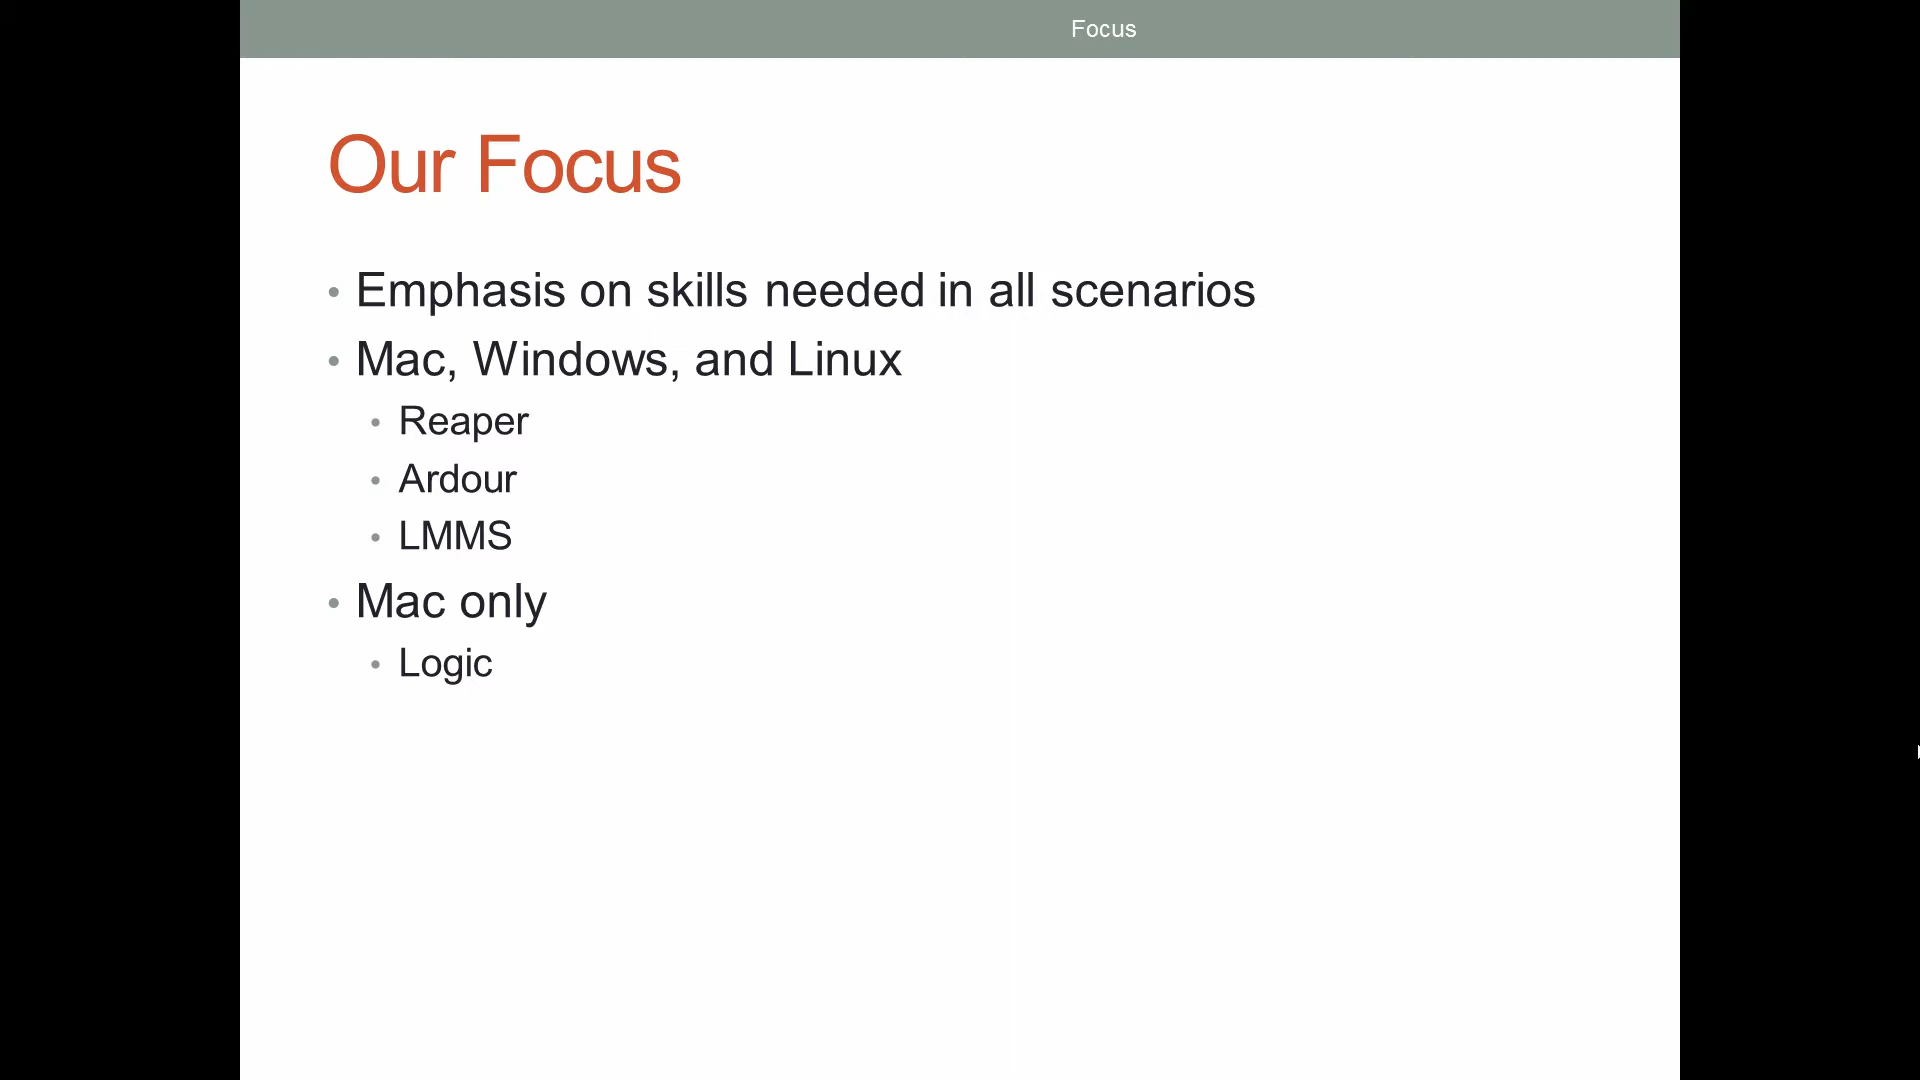 Focus
Our Focus
• Emphasis on skills needed in all scenarios
• Mac, Windows, and Linux
• Reaper
• Ardour
• LMMS
• Mac only
• Logic